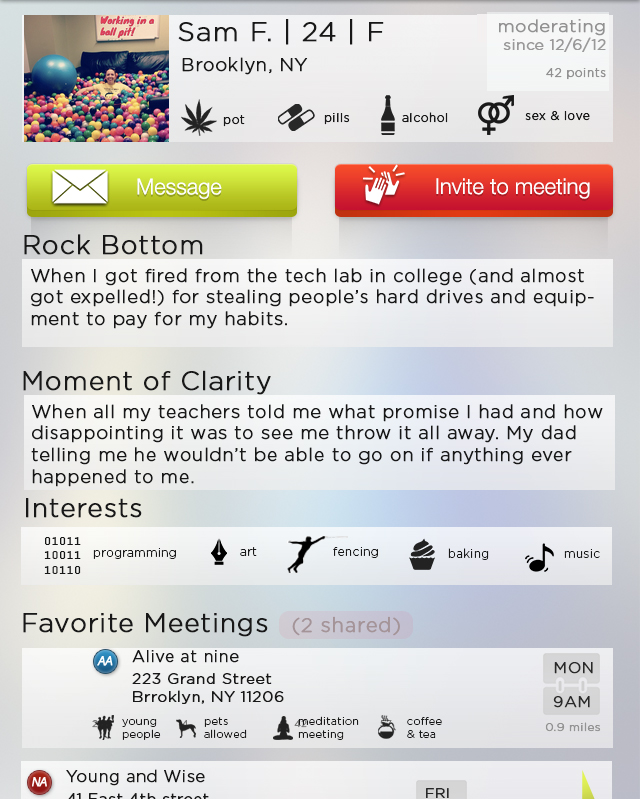 Working in a
ball pit!
Sam F. | 24 | F
Brooklyn, NY
moderating
since 12/6/12
42 points
pot
pills
alcohol
sex & love
Message
Invite to meeting
Rock Bottom
When I got fired from the tech lab in college (and almost
got expelled!) for stealing people's hard drives and equip-
ment to pay for my habits.
Moment of Clarity
When all my teachers told me what promise I had and how
disappointing it was to see me throw it all away. My dad
telling me he wouldn't be able to go on if anything ever
happened to me.
Interests
01011
10011
10110
programming
art
fencing
baking
music
Favorite Meetings (2 shared)
AA
Alive at nine
223 Grand Street
Brrooklyn, NY 11206
MON
9AM
0.9 miles
young
people
pets
allowed
meditation
meeting
coffee
& tea
NA
Young and Wise
41 East 4th street
FRI